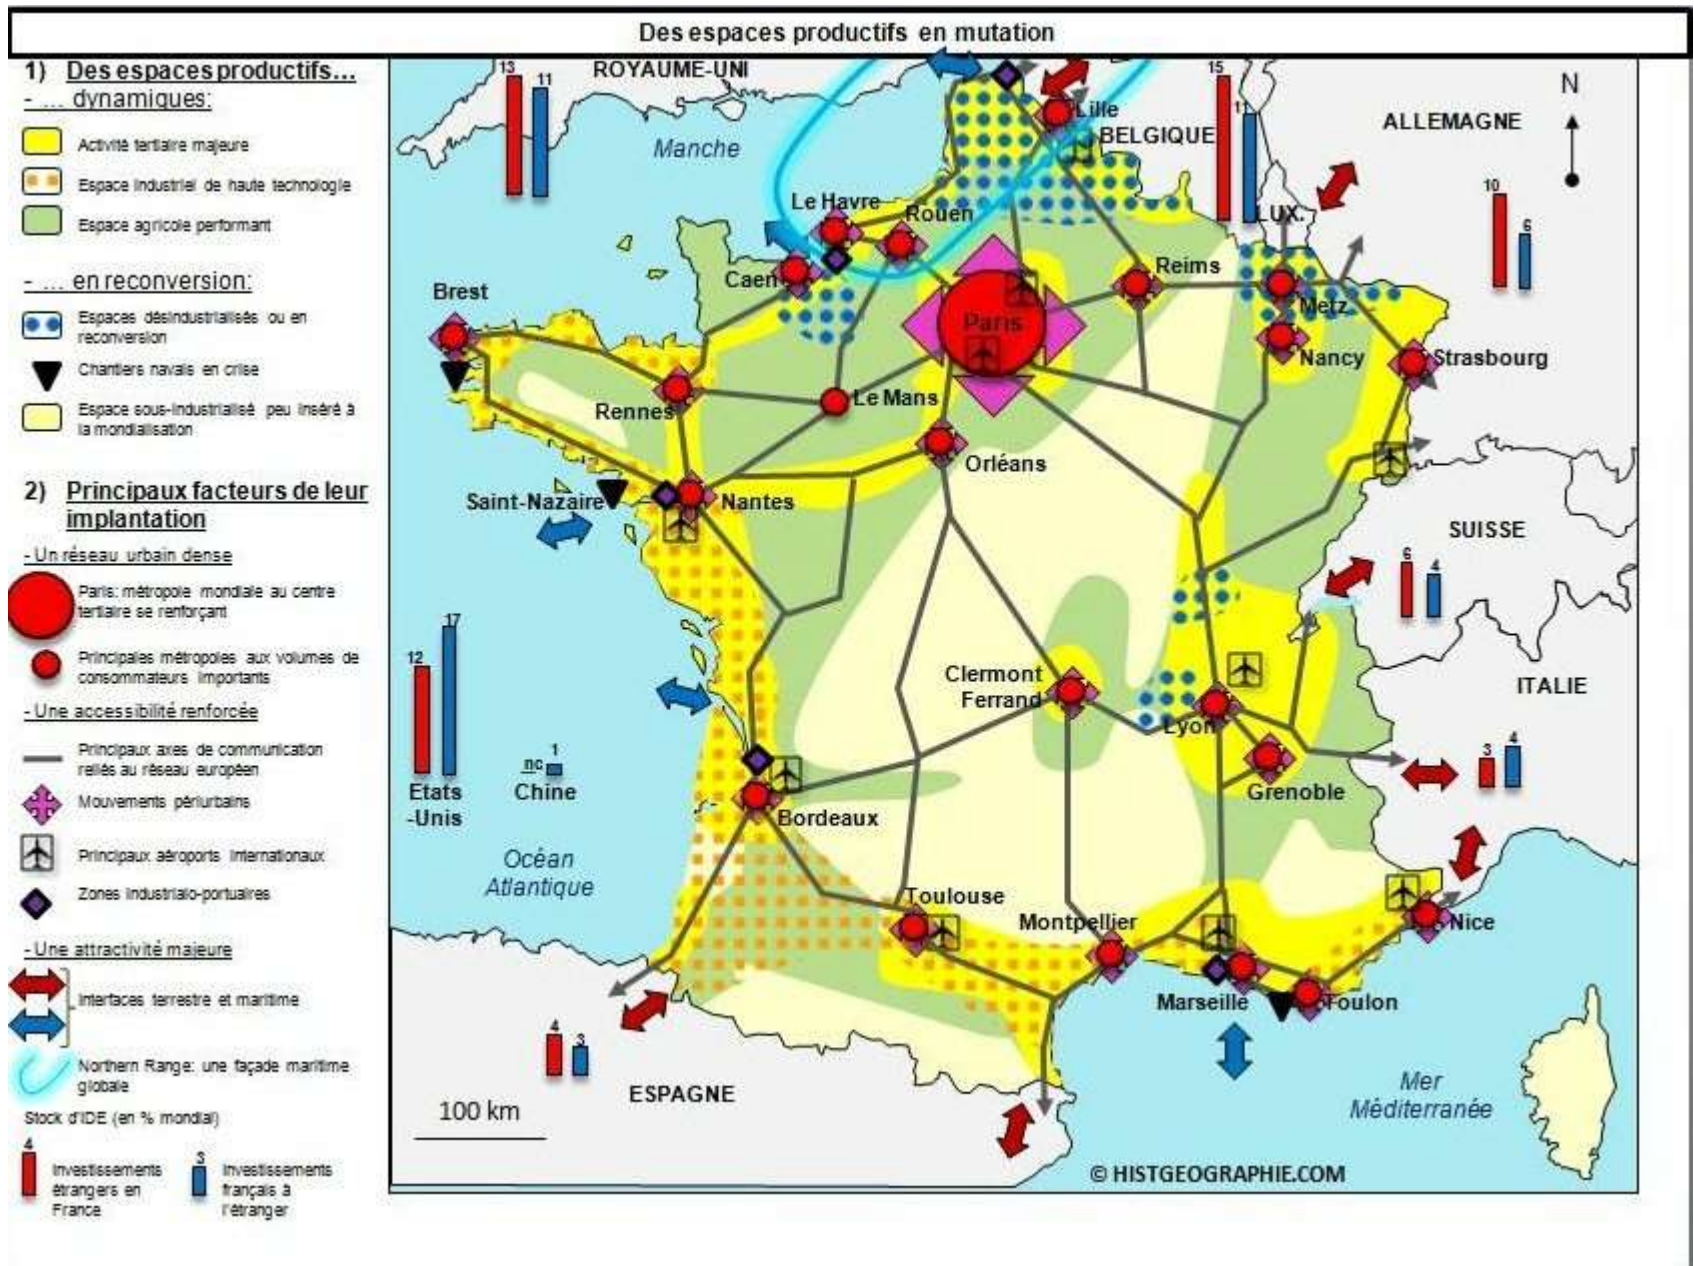 Des espaces productifs en mutation
1) Des espaces productifs...
- ... dynamiques:
Activité tertiaire majeure
Espace industriel de haute technologie
Espace agricole performant
- ... en reconversion:
Espaces désindustrialisés ou en
reconversion
Chantiers navals en crise
Espace sous-industrialisé peu inséré à
la mondialisation
2) Principaux facteurs de leur
implantation
- Un réseau urbain dense
Paris: métropole mondiale au centre
tertiaire se renforçant
Principales métropoles aux volumes de
consommateurs importants
- Une accessibilité renforcée
Principaux axes de communication
reliés au réseau européen
Mouvements périurbains
Principaux aéroports internationaux
Zones industrialo-portuaires
- Une attractivité majeure
Interfaces terrestre et maritime
Northern Range: une façade maritime
globale
Stock d'IDE (en % mondial)
4
Investissements
étrangers en
France
3
Investissements
français à
l'étranger
13
11
ROYAUME-UNI
Manche
15
11
Lille
BELGIQUE
ALLEMAGNE
N
10
6
LUX.
Le Havre
Rouen
Caen
Reims
Metz
Brest
Paris
Nancy
Strasbourg
Rennes
Le Mans
Orléans
Saint-Nazaire
Nantes
SUISSE
6
4
12
17
Etats
-Unis
nc
1
Chine
Clermont
Ferrand
Lyon
ITALIE
3
4
Grenoble
Bordeaux
Océan
Atlantique
Toulouse
Montpellier
Nice
Marseille
Toulon
4
3
ESPAGNE
100 km
Mer
Méditerranée
© HISTGEOGRAPHIE.COM